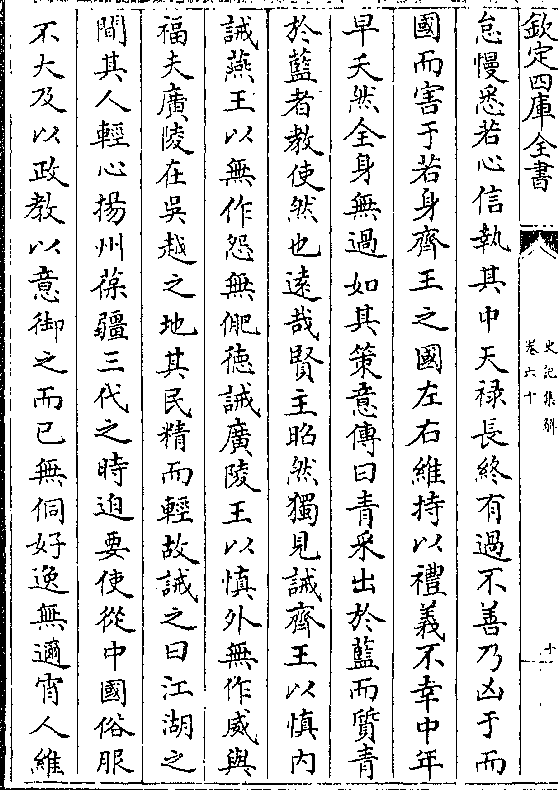 欽定四庫全書
史記集解
卷六十
十一
怠慢悉若心信執其中天禄長終有過不善乃凶于而
國而害于若身齊王之國左右維持以禮義不幸中年
早夭然全身無過如其策意傳曰青采出於藍而質青
於藍者教使然也遠哉賢主昭然獨見誡齊王以慎内
誡燕王以無作怨無俷徳誡廣陵王以慎外無作威與
福夫廣陵在吳越之地其民精而輕故誡之曰江湖之
間其人輕心揚州葆疆三代之時迫要使從中國俗服
不大及以政教以意御之而已無侗好逸無邇宵人維